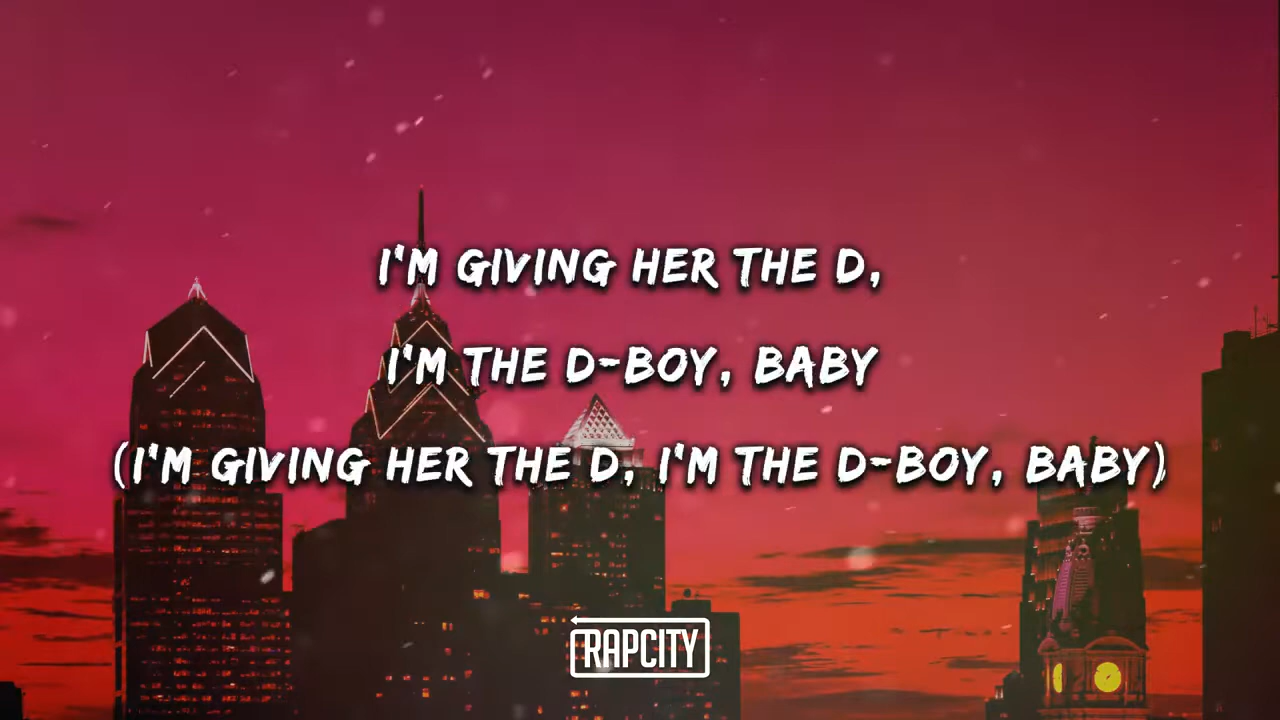 I'M GIVING HER THE D,
I'M THE D-BOY, BABY
(I'M GIVING HER THE D, I'M THE D-BOY, BABY)
RAPCITY